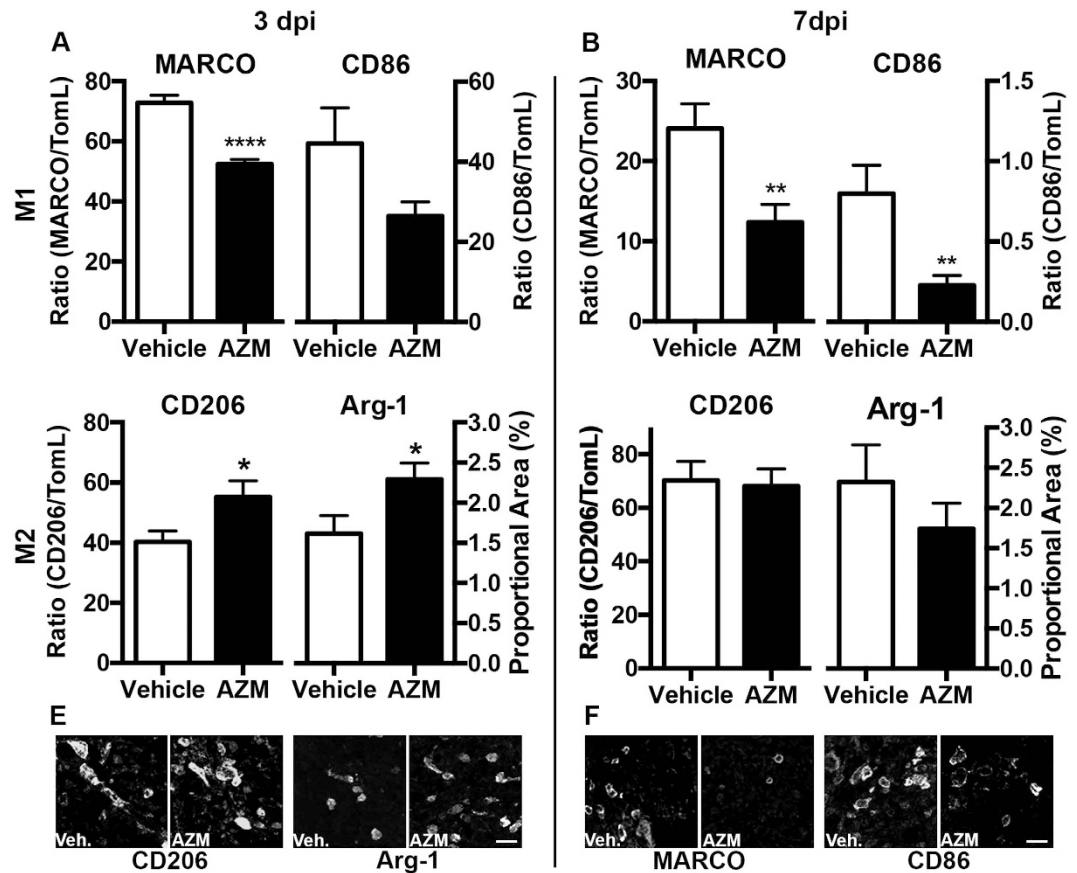 3 dpi
7dpi
A
MARCO
CD86
M1
Ratio (MARCO/TomL)
80
60
40
20
0
****
Ratio (CD86/TomL)
60
40
20
0
Vehicle AZM
Vehicle AZM
B
MARCO
CD86
Ratio (MARCO/TomL)
30
20
10
0
**
**
Ratio (CD86/TomL)
1.5
1.0
0.5
0.0
Vehicle AZM
Vehicle AZM
CD206
Arg-1
M2
Ratio (CD206/TomL)
80
60
40
20
0
*
*
Proportional Area (%)
3.0
2.5
2.0
1.5
1.0
0.5
0.0
Vehicle AZM
Vehicle AZM
CD206
Arg-1
Ratio (CD206/TomL)
80
60
40
20
0
Proportional Area (%)
3.0
2.5
2.0
1.5
1.0
0.5
0.0
Vehicle AZM
Vehicle AZM
E
Veh. AZM
CD206
Veh. AZM
Arg-1
F
Veh. AZM
MARCO
Veh. AZM
CD86